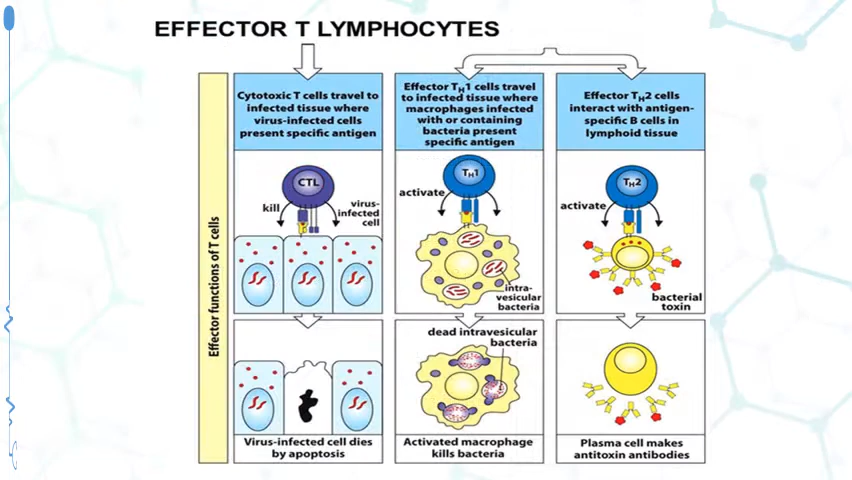 EFFECTOR T LYMPHOCYTES
Effector functions of T cells
Cytotoxic T cells travel to
infected tissue where
virus-infected cells
present specific antigen
CTL
kill
virus-
infected
cell
Virus-infected cell dies
by apoptosis
Effector TH1 cells travel
to infected tissue where
macrophages infected
with or containing
bacteria present
specific antigen
TH1
activate
intra-
vesicular
bacteria
dead intravesicular
bacteria
Activated macrophage
kills bacteria
Effector TH2 cells
interact with antigen-
specific B cells in
lymphoid tissue
TH2
activate
bacterial
toxin
Plasma cell makes
antitoxin antibodies